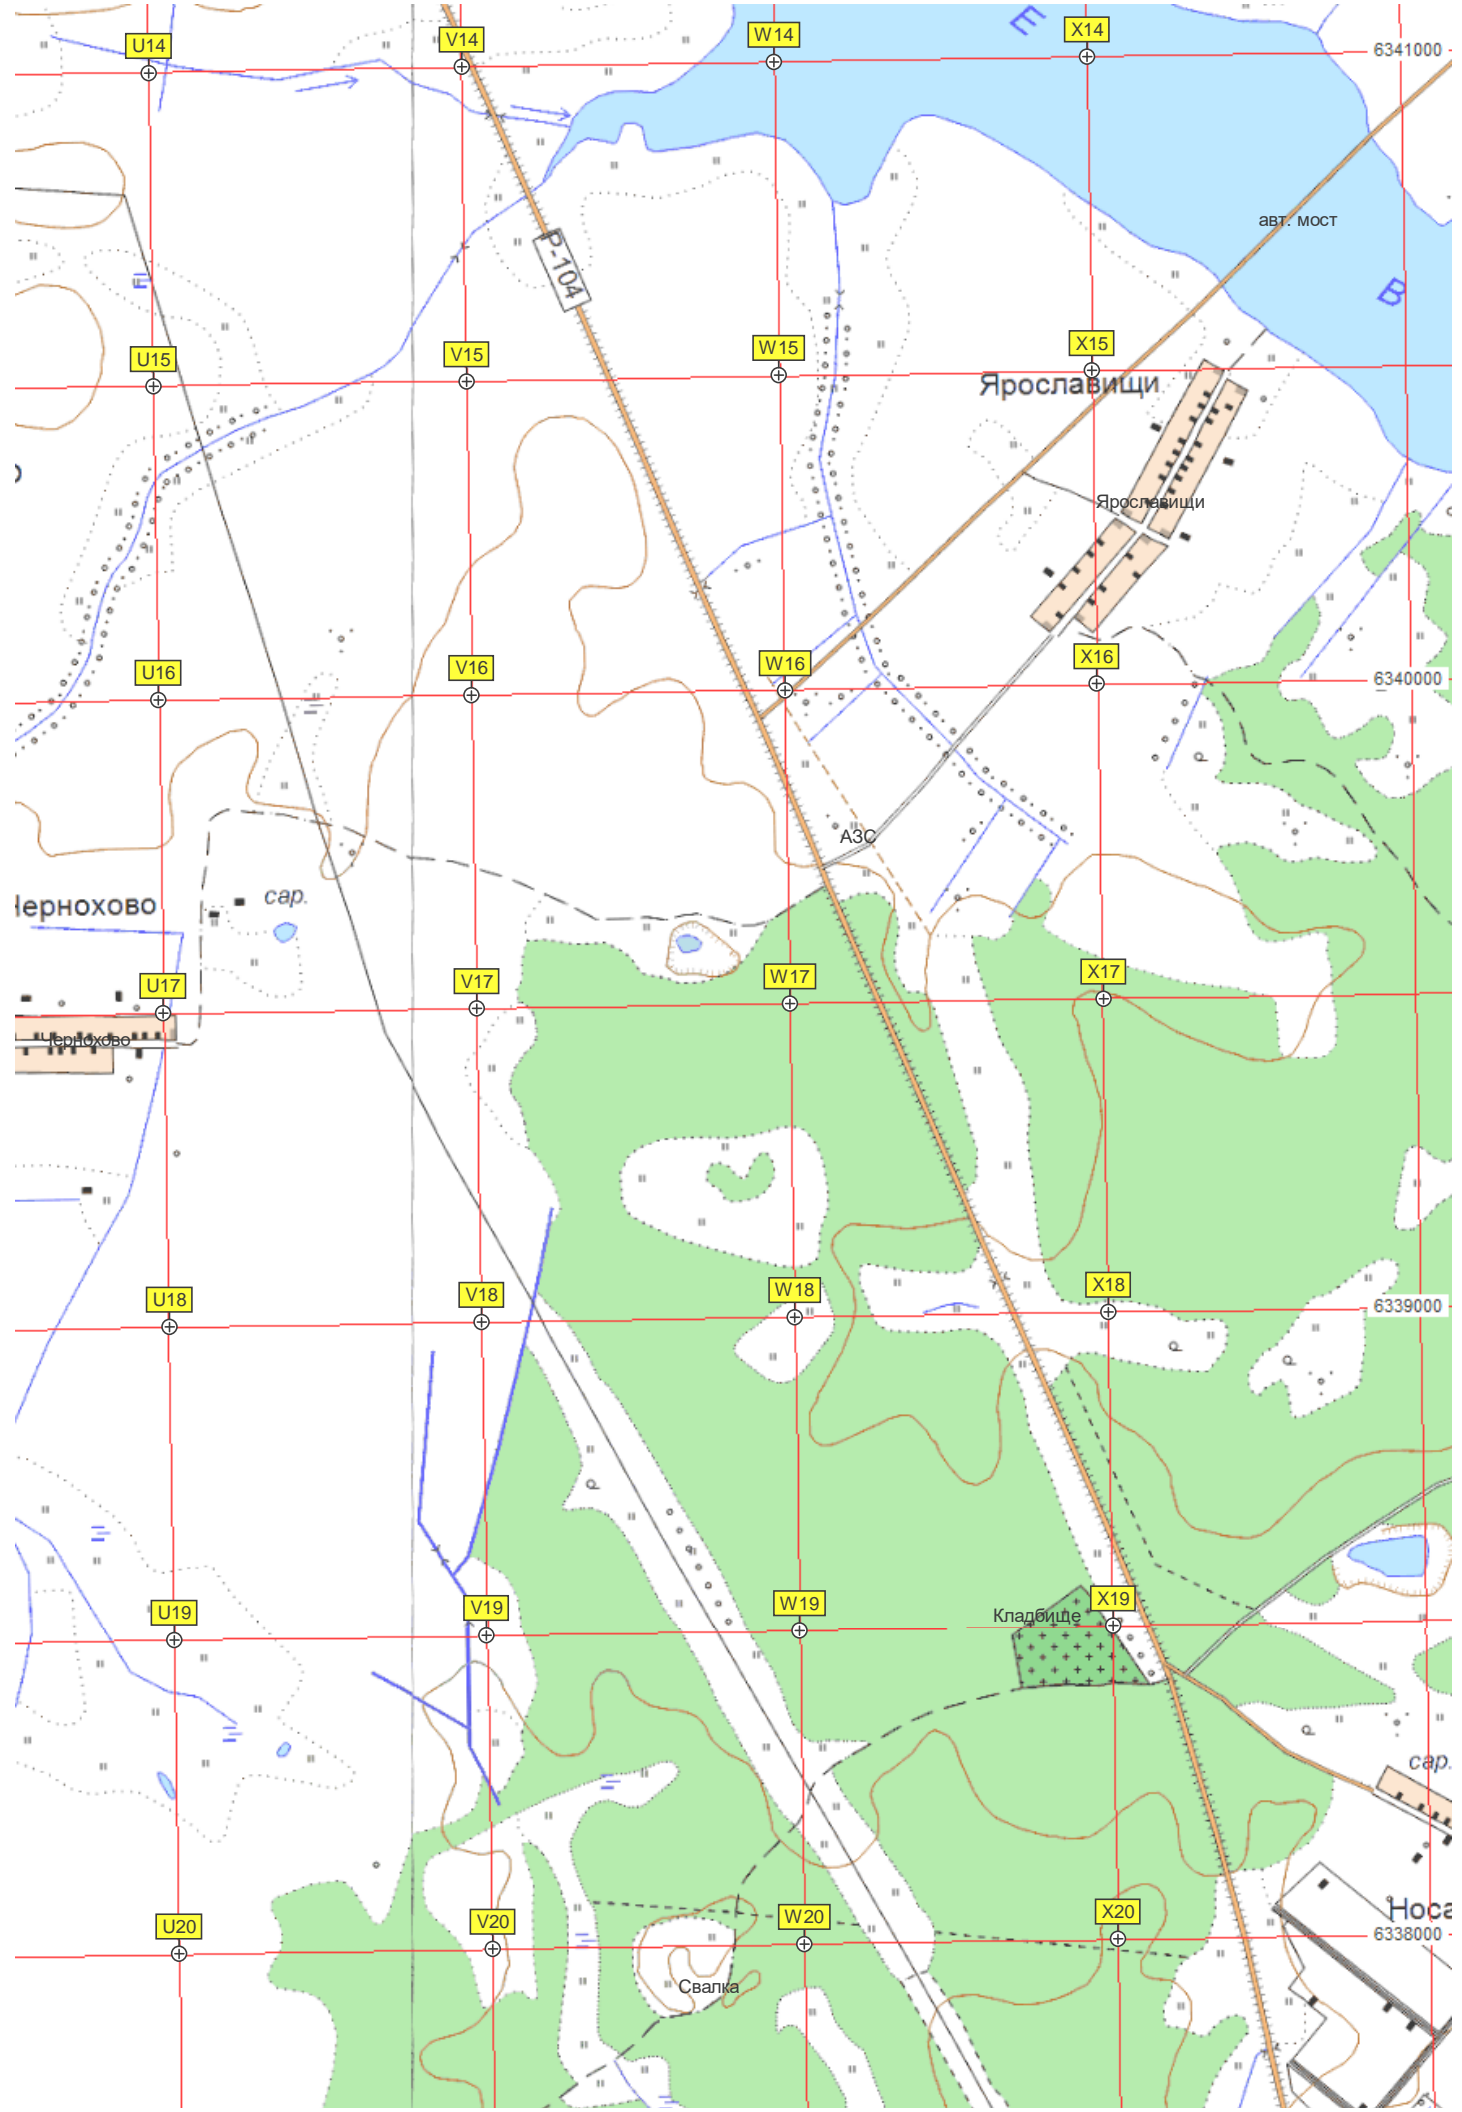 U14
V14
W14
X14
Е
6341000
авт. мост
Р-104
В
U15
V15
W15
X15
Ярославищи
Ярославищи
U16
V16
W16
X16
6340000
АЗС
Чернохово
сар.
U17
V17
W17
X17
Чернохово
U18
V18
W18
X18
6339000
U19
V19
W19
X19
Кладбище
сар.
Носа
U20
V20
W20
X20
6338000
Свалка